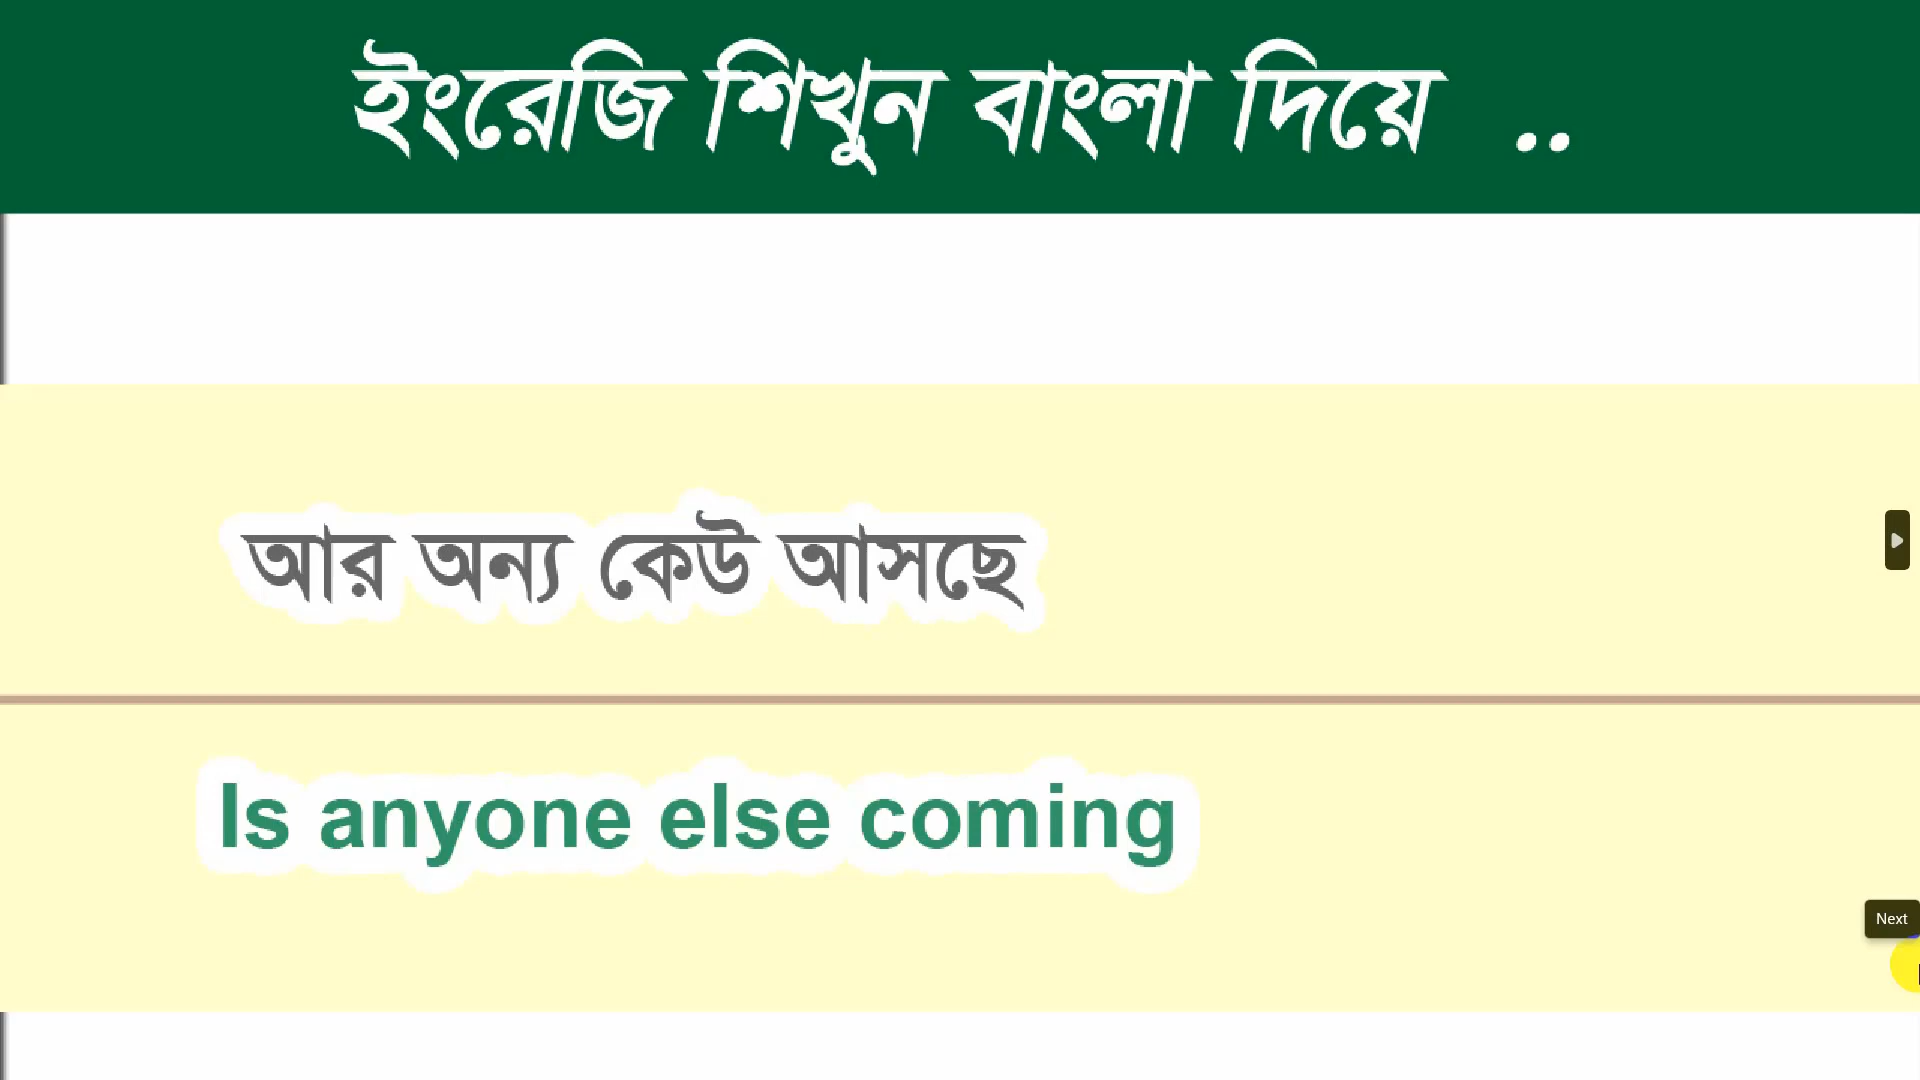 ইংরেজি শিখুন বাংলা দিয়ে ..
আর অন্য কেউ আসছে
Is anyone else coming
Next